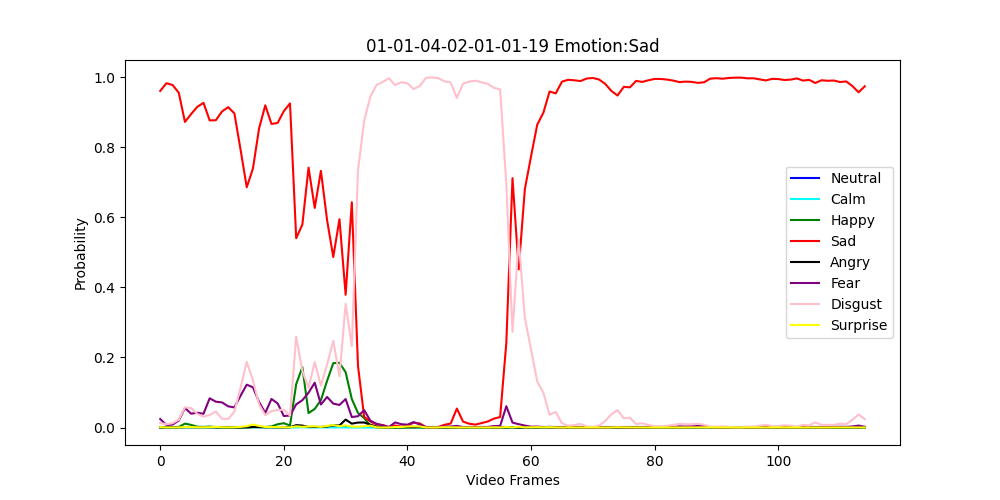 01-01-04-02-01-01-19 Emotion:Sad
Probability
1.0
0.8
0.6
0.4
0.2
0.0
0 20 40 60 80 100
Video Frames
Neutral
Calm
Happy
Sad
Angry
Fear
Disgust
Surprise